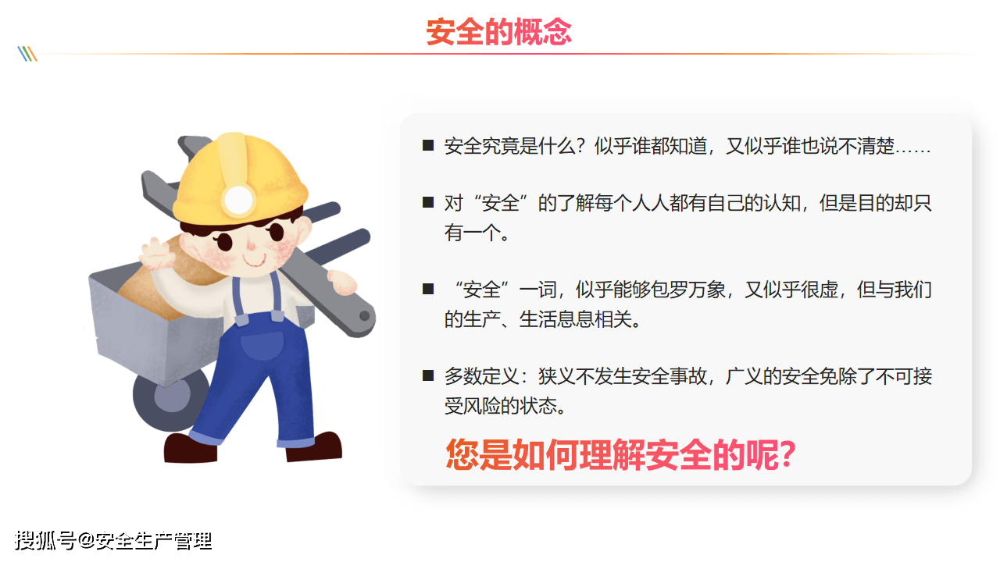 安全的概念
■ 安全究竟是什么？似乎谁都知道，又似乎谁也说不清楚……
■ 对“安全”的了解每个人人都有自己的认知，但是目的却只
有一个。
■ “安全”一词，似乎能够包罗万象，又似乎很虚，但与我们
的生产、生活息息相关。
■ 多数定义：狭义不发生安全事故，广义的安全免除了不可接
受风险的状态。
您是如何理解安全的呢？
搜狐号@安全生产管理